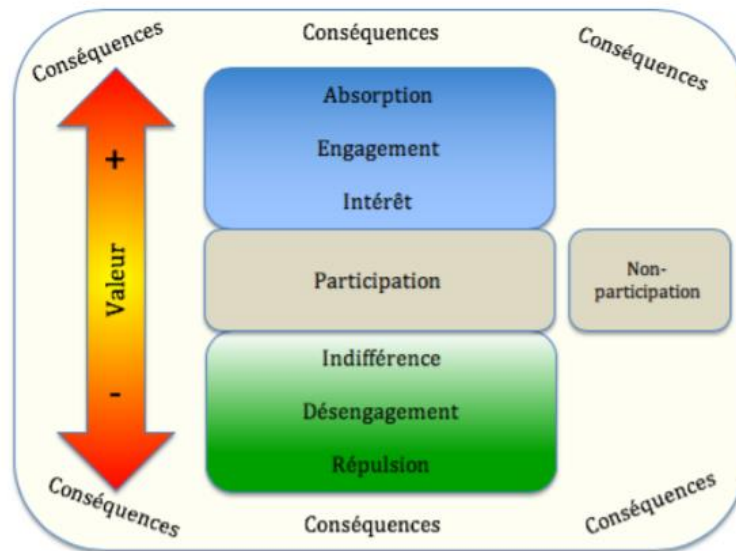 Conséquences
Conséquences
Conséquences
Absorption
Engagement
Intérêt
+
Valeur
-
Participation
Non-
participation
Indifférence
Désengagement
Répulsion
Conséquences
Conséquences
Conséquences